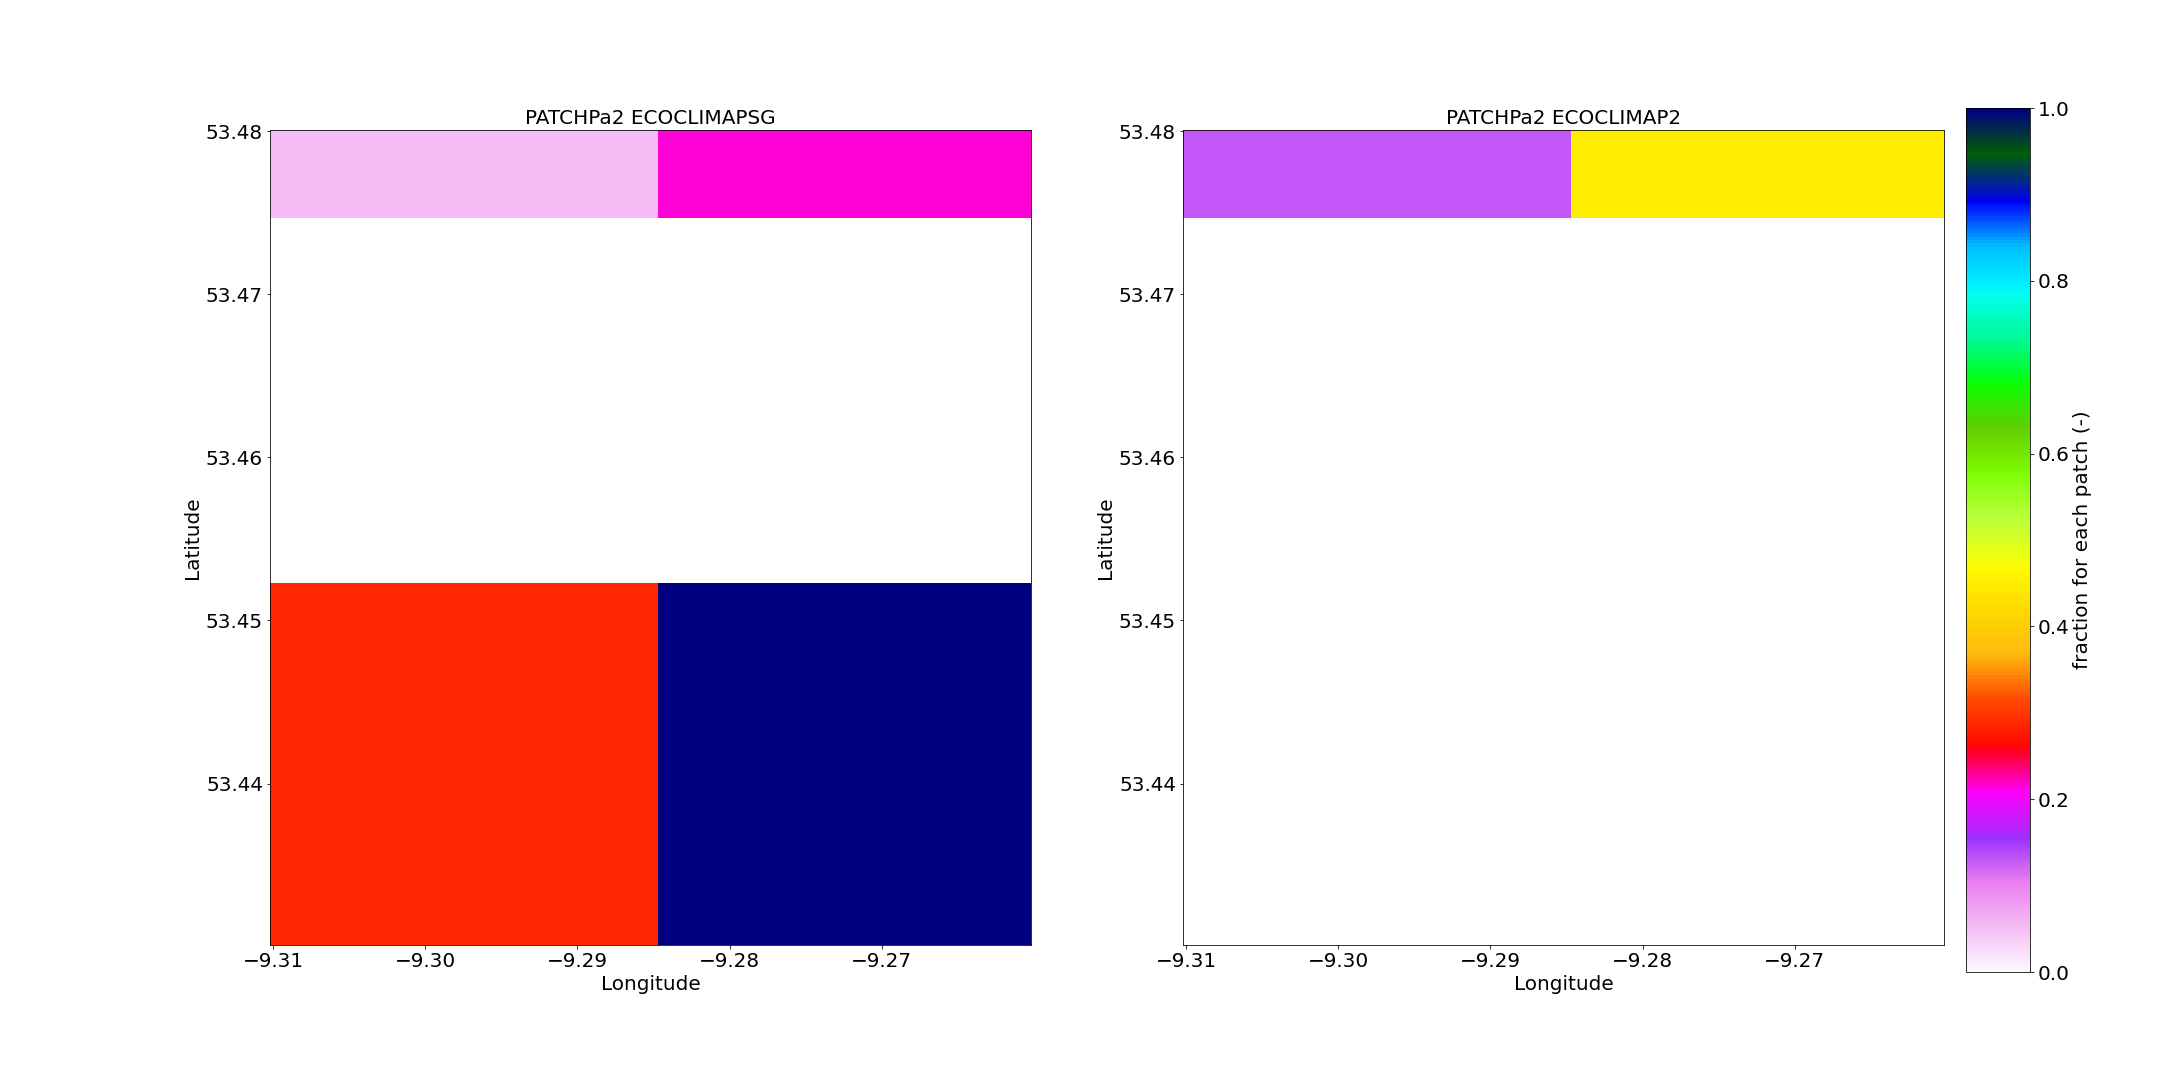 PATCHPa2 ECOCLIMAPSG
53.48
53.47
53.46
53.45
53.44
Latitude
−9.31 −9.30 −9.29 −9.28 −9.27
Longitude
PATCHPa2 ECOCLIMAP2
53.48
53.47
53.46
53.45
53.44
Latitude
−9.31 −9.30 −9.29 −9.28 −9.27
Longitude
1.0
0.8
0.6
0.4
0.2
0.0
fraction for each patch (-)